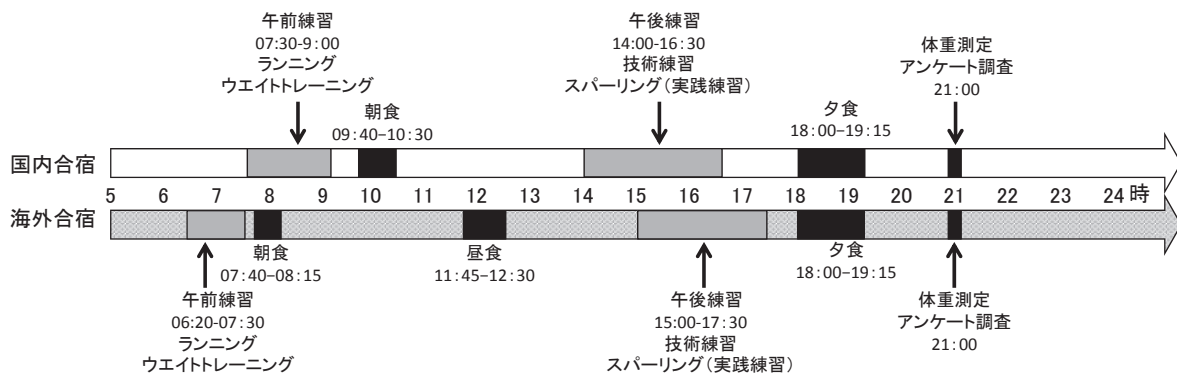 午前練習
07:30-9:00
ランニング
ウエイトトレーニング
朝食
09:40-10:30
午後練習
14:00-16:30
技術練習
スパーリング(実践練習)
夕食
18:00-19:15
体重測定
アンケート調査
21:00
国内合宿
5 6 7 8 9 10 11 12 13 14 15 16 17 18 19 20 21 22 23 24 時
海外合宿
朝食
07:40-08:15
午前練習
06:20-07:30
ランニング
ウエイトトレーニング
昼食
11:45-12:30
午後練習
15:00-17:30
技術練習
スパーリング(実践練習)
夕食
18:00-19:15
体重測定
アンケート調査
21:00